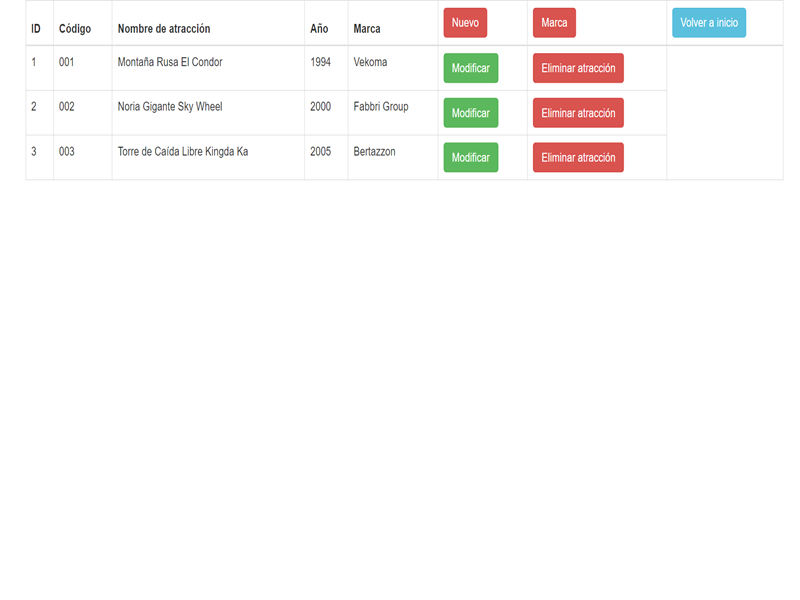 ID Código Nombre de atracción Año Marca Nuevo Marca Volver a inicio
1 001 Montaña Rusa El Condor 1994 Vekoma Modificar Eliminar atracción
2 002 Noria Gigante Sky Wheel 2000 Fabbri Group Modificar Eliminar atracción
3 003 Torre de Caída Libre Kingda Ka 2005 Bertazzon Modificar Eliminar atracción